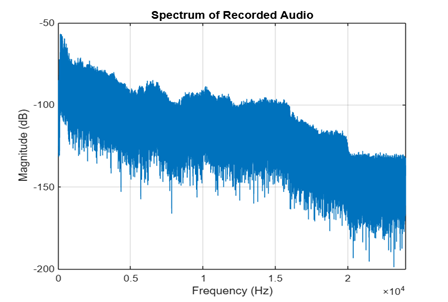 Spectrum of Recorded Audio
-50
-100
-150
-200
Magnitude (dB)
0 0.5 1 1.5 2
Frequency (Hz) ×10⁴